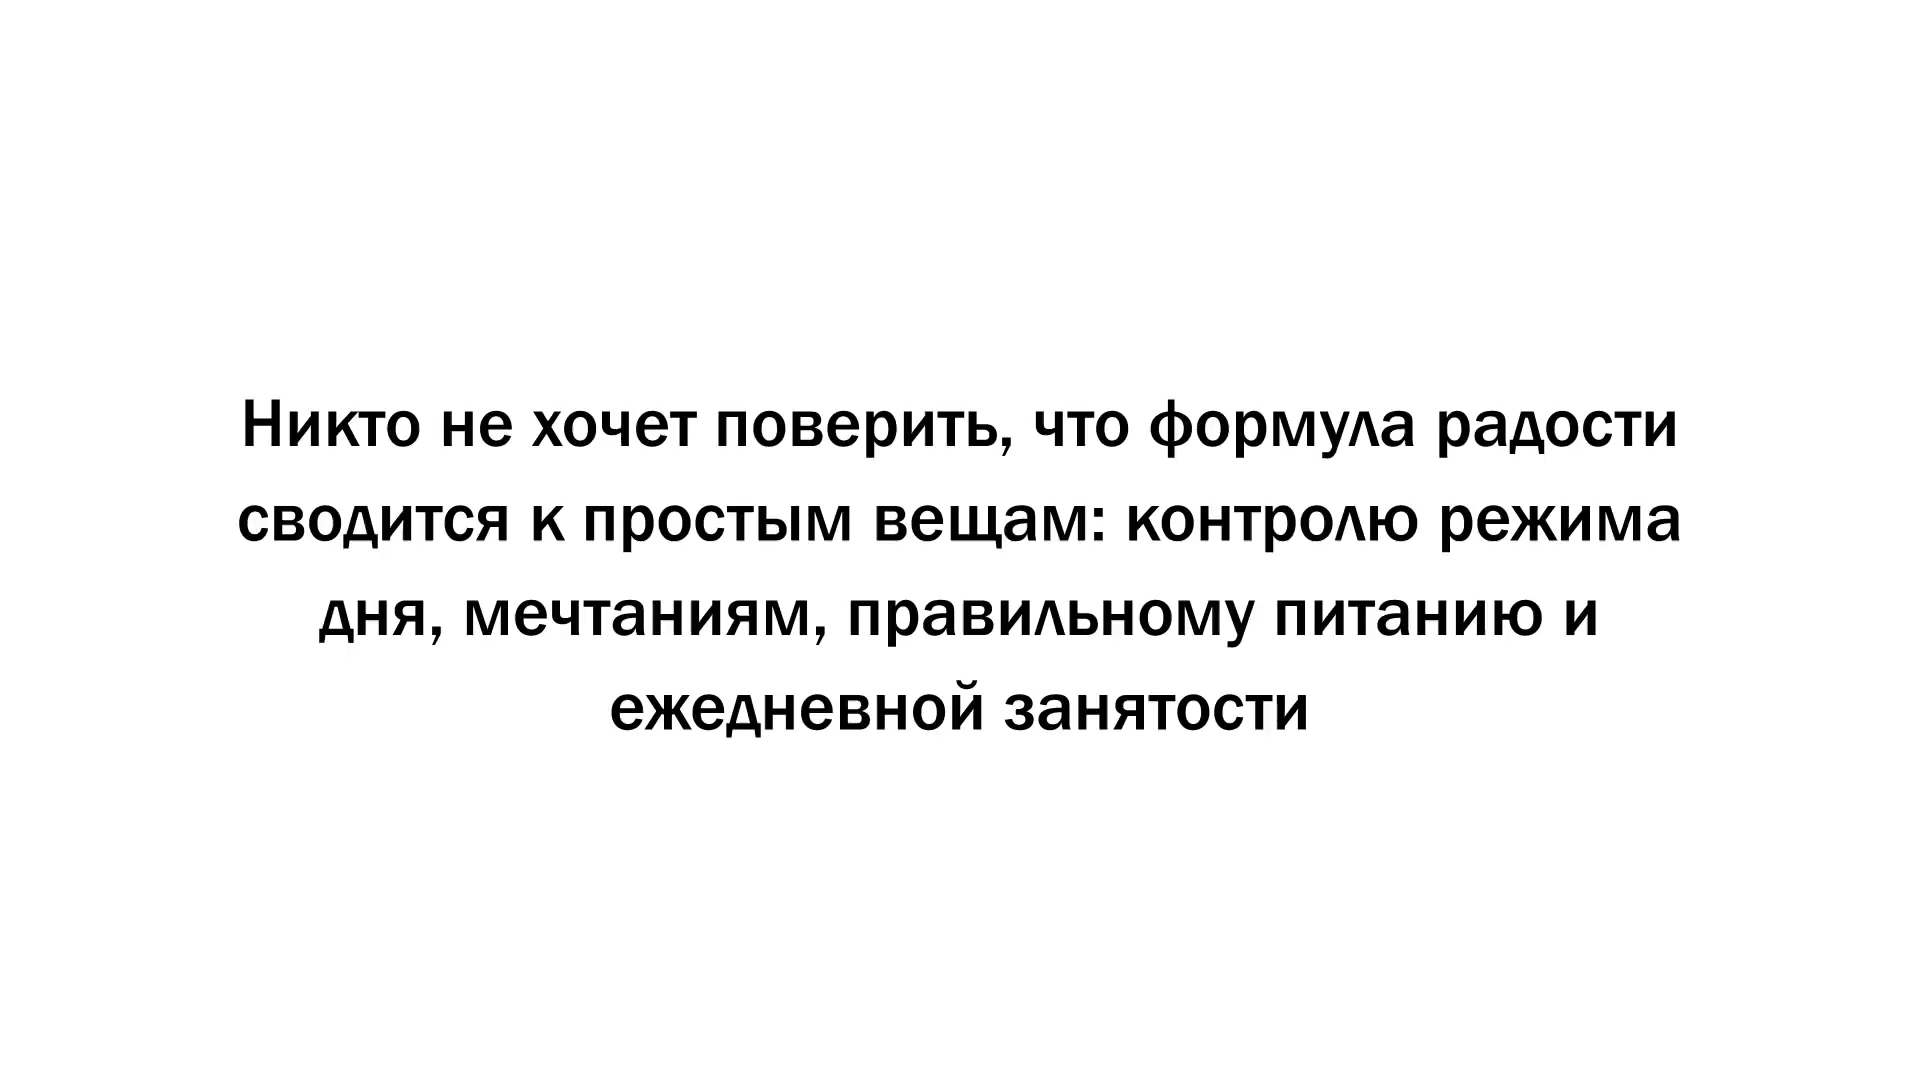 Никто не хочет поверить, что формула радости
сводится к простым вещам: контролю режима
дня, мечтаниям, правильному питанию и
ежедневной занятости